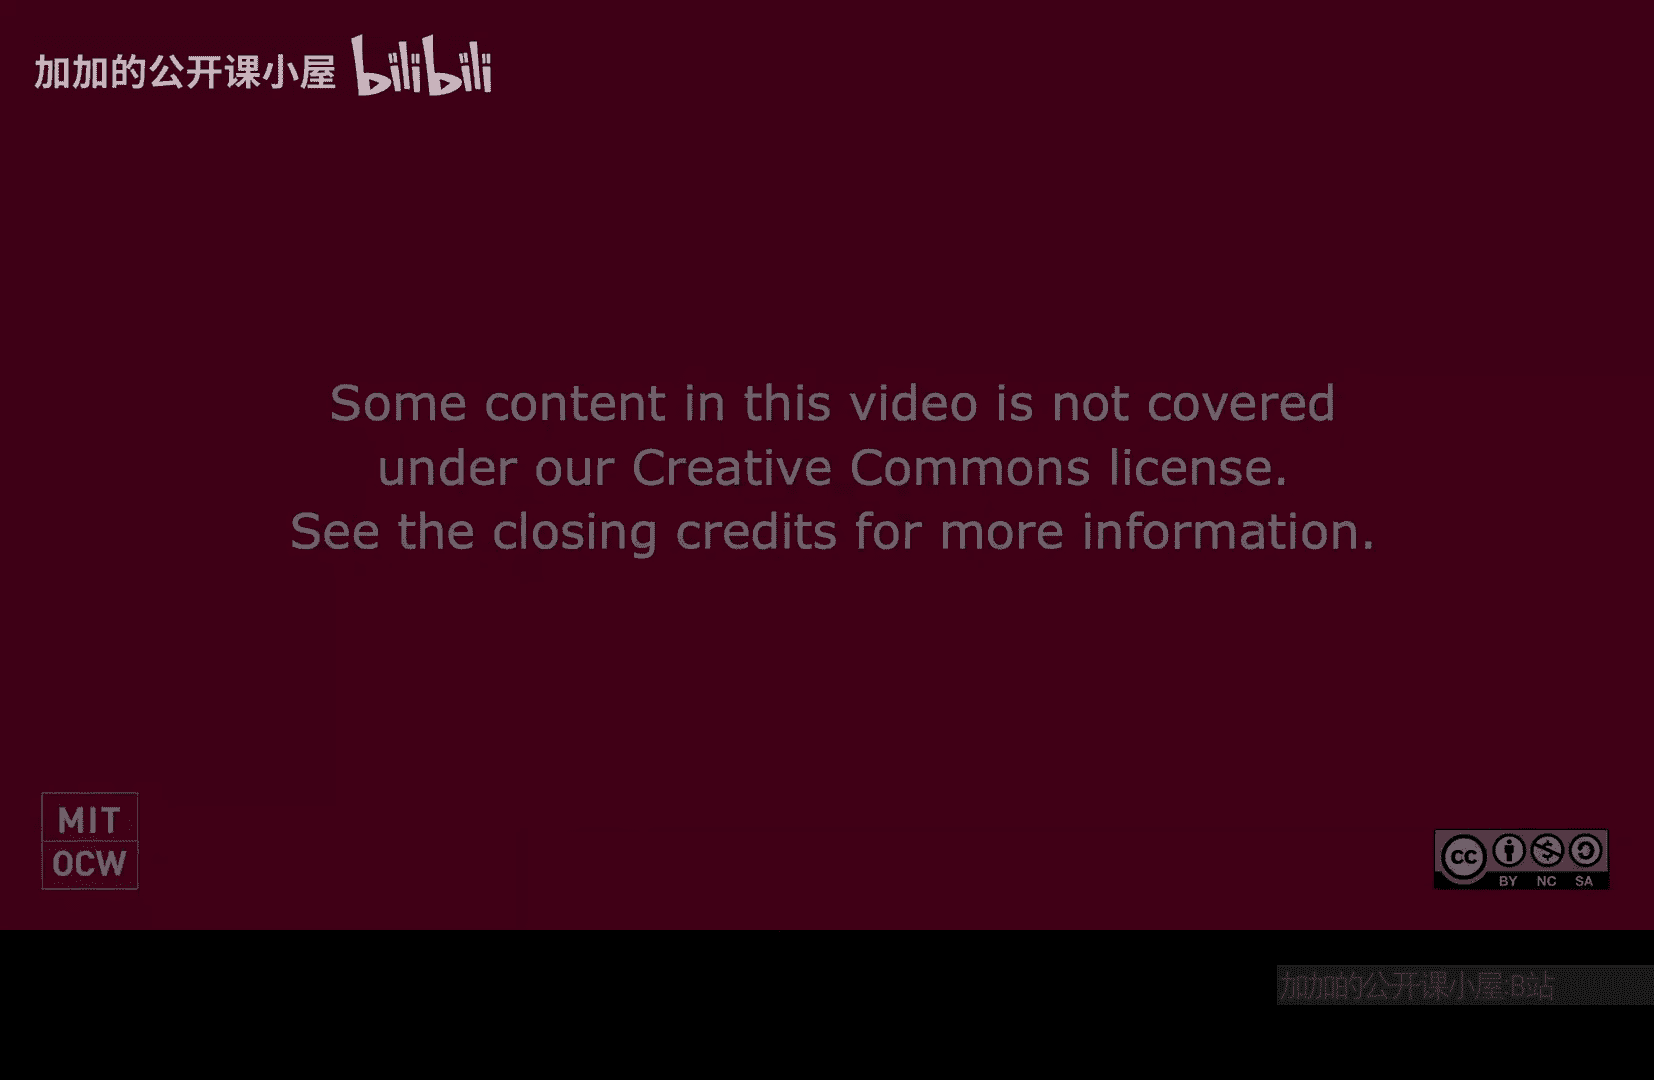 加加的公开课小屋 bilibili
Some content in this video is not covered
under our Creative Commons license.
See the closing credits for more information.
MIT
OCW
cc
BY NC SA
加加的公开课小屋:B站